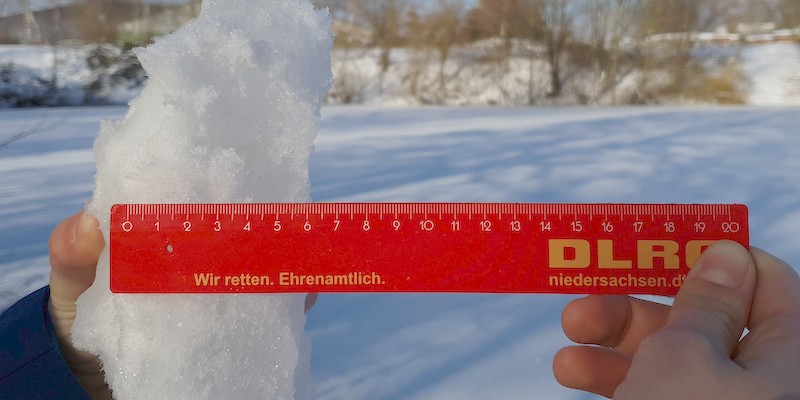 0 1 2 3 4 5 6 7 8 9 10 11 12 13 14 15 16 17 18 19 20
DLRG
Wir retten. Ehrenamtlich.
niedersachsen.d